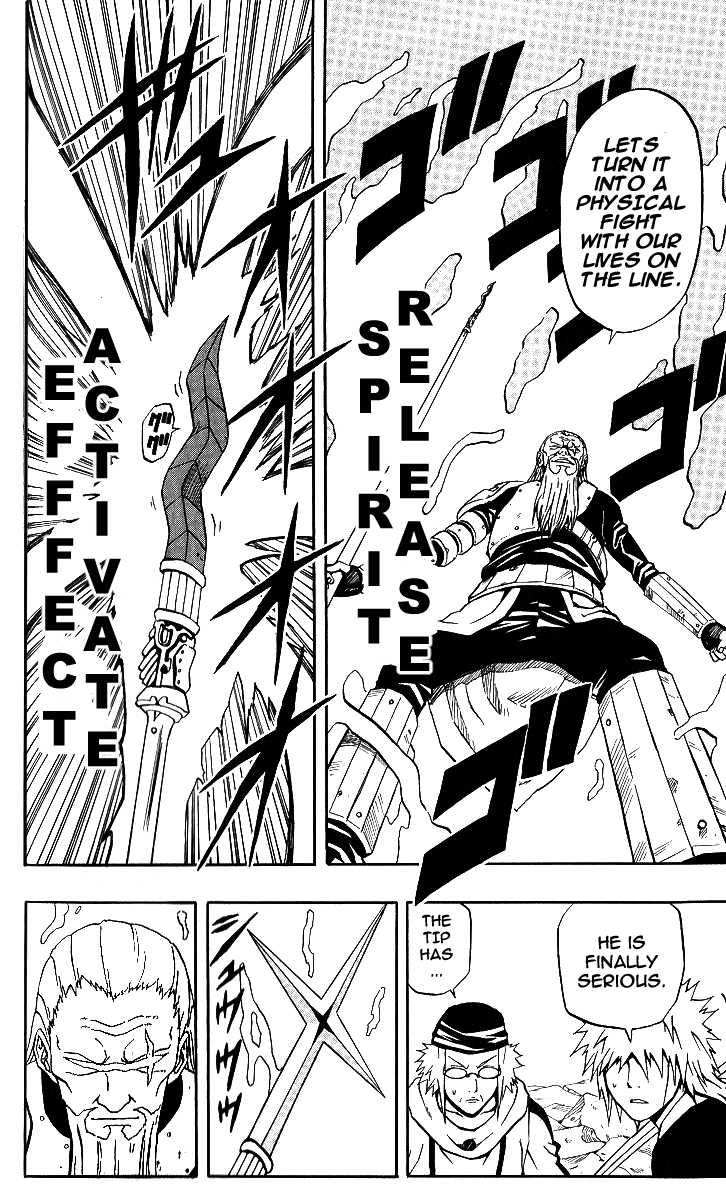 LETS
TURN IT
INTO A
PHYSICAL
FIGHT
WITH OUR
LIVES ON
THE LINE.
ゴ
ゴ
ゴ
ゴ
ゴ
RELEASE
SPIRIT
ACTIVATE
EFFFECT
HE IS
FINALLY
SERIOUS.
THE
TIP
HAS
...